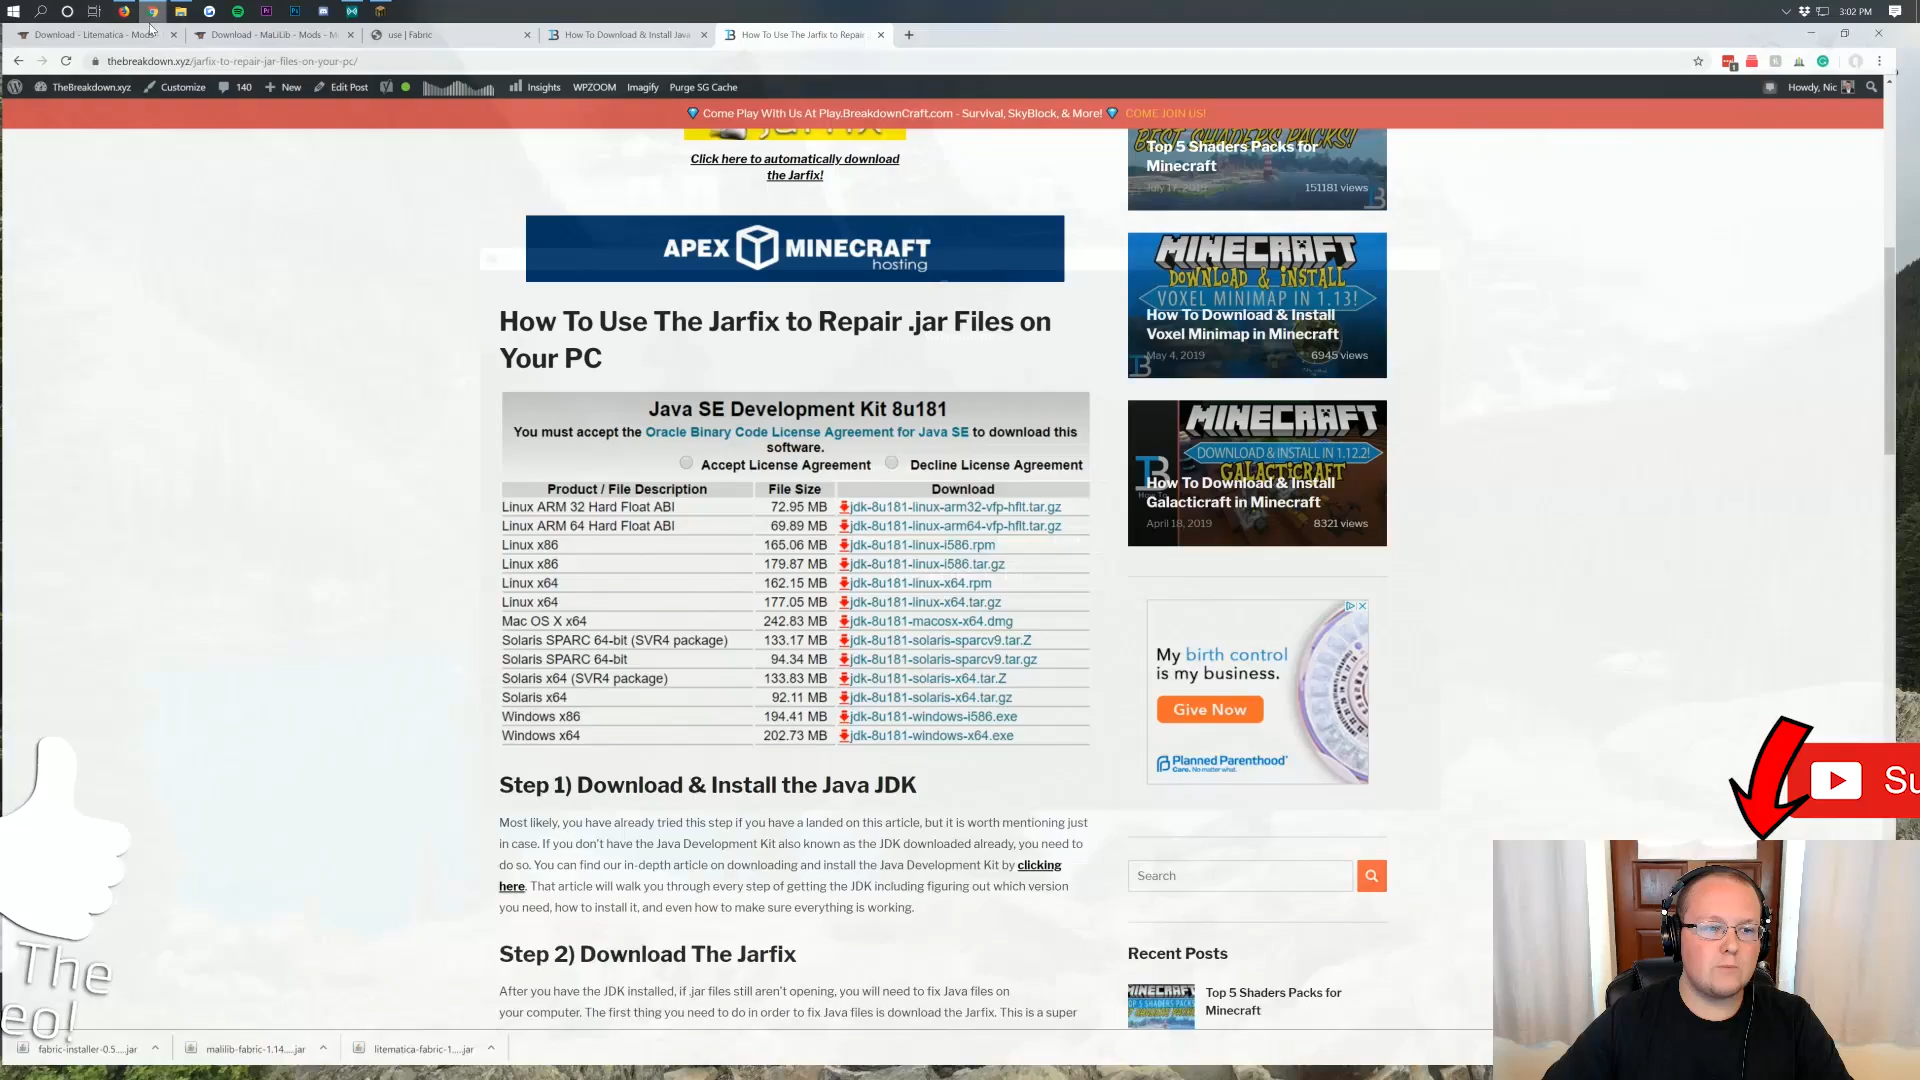 3:02 PM
Download - Litematica - Mods
Download - MaLiLib - Mods - M
use | Fabric
How To Download & Install Java
How To Use The Jarfix to Repair
thebreakdown.xyz/jarfix-to-repair-jar-files-on-your-pc/
TheBreakdown.xyz
Customize
140
New
Edit Post
Insights
WPZOOM
Imagify
Purge SG Cache
Howdy, Nic
Come Play With Us At Play.BreakdownCraft.com - Survival, SkyBlock, & More!
COME JOIN US!
Click here to automatically download
the Jarfix!
APEX MINECRAFT
hosting
How To Use The Jarfix to Repair .jar Files on
Your PC
Java SE Development Kit 8u181
You must accept the Oracle Binary Code License Agreement for Java SE to download this
software.
Accept License Agreement Decline License Agreement
Product / File Description File Size Download
Linux ARM 32 Hard Float ABI 72.95 MB jdk-8u181-linux-arm32-vfp-hflt.tar.gz
Linux ARM 64 Hard Float ABI 69.89 MB jdk-8u181-linux-arm64-vfp-hflt.tar.gz
Linux x86 165.06 MB jdk-8u181-linux-i586.rpm
Linux x86 179.87 MB jdk-8u181-linux-i586.tar.gz
Linux x64 162.15 MB jdk-8u181-linux-x64.rpm
Linux x64 177.05 MB jdk-8u181-linux-x64.tar.gz
Mac OS X x64 242.83 MB jdk-8u181-macosx-x64.dmg
Solaris SPARC 64-bit (SVR4 package) 133.17 MB jdk-8u181-solaris-sparcv9.tar.Z
Solaris SPARC 64-bit 94.34 MB jdk-8u181-solaris-sparcv9.tar.gz
Solaris x64 (SVR4 package) 133.83 MB jdk-8u181-solaris-x64.tar.Z
Solaris x64 92.11 MB jdk-8u181-solaris-x64.tar.gz
Windows x86 194.41 MB jdk-8u181-windows-i586.exe
Windows x64 202.73 MB jdk-8u181-windows-x64.exe
Step 1) Download & Install the Java JDK
Most likely, you have already tried this step if you have a landed on this article, but it is worth mentioning just
in case. If you don't have the Java Development Kit also known as the JDK downloaded already, you need to
do so. You can find our in-depth article on downloading and install the Java Development Kit by clicking
here. That article will walk you through every step of getting the JDK including figuring out which version
you need, how to install it, and even how to make sure everything is working.
Step 2) Download The Jarfix
After you have the JDK installed, if .jar files still aren't opening, you will need to fix Java files on
your computer. The first thing you need to do in order to fix Java files is download the Jarfix. This is a super
BEST SHADERS PACKS!
Top 5 Shaders Packs for
Minecraft
July 17, 2019 151181 views
MINECRAFT
DOWNLOAD & INSTALL
VOXEL MINIMAP IN 1.13!
How To Download & Install
Voxel Minimap in Minecraft
May 4, 2019 6945 views
MINECRAFT
DOWNLOAD & INSTALL IN 1.12.2!
GALACTICRAFT
How To Download & Install
Galacticraft in Minecraft
April 18, 2019 8321 views
My birth control
is my business.
Give Now
Planned Parenthood
Care. No matter what.
Search
Recent Posts
MINECRAFT
TOP 5 SHADERS PACKS
Top 5 Shaders Packs for
Minecraft
The
eo!
Su
fabric-installer-0.5....jar
malilib-fabric-1.14....jar
litematica-fabric-1....jar